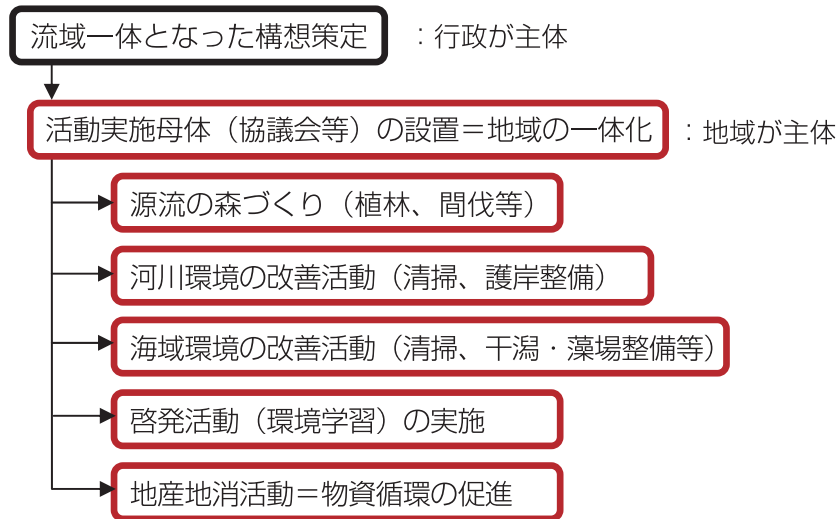 流域一体となった構想策定 ：行政が主体
活動実施母体（協議会等）の設置＝地域の一体化 ：地域が主体
源流の森づくり（植林、間伐等）
河川環境の改善活動（清掃、護岸整備）
海域環境の改善活動（清掃、干潟・藻場整備等）
啓発活動（環境学習）の実施
地産地消活動＝物資循環の促進